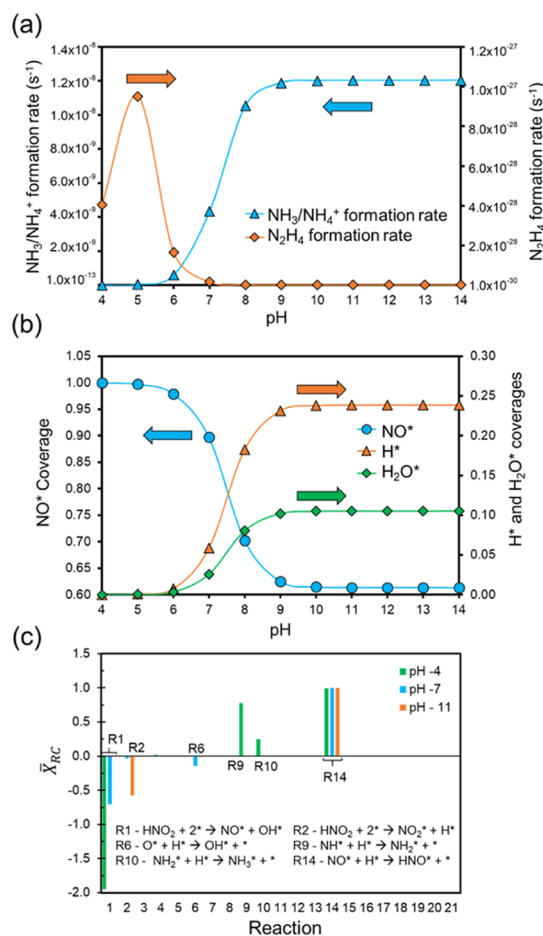 (a)
NH₃/NH₄⁺ formation rate (s⁻¹)
1.4x10⁻⁸
1.2x10⁻⁸
1.0x10⁻⁸
8.0x10⁻⁹
6.0x10⁻⁹
4.0x10⁻⁹
2.0x10⁻⁹
1.0x10⁻¹³
1.2x10⁻²⁷
1.0x10⁻²⁷
8.0x10⁻²⁸
6.0x10⁻²⁸
4.0x10⁻²⁸
2.0x10⁻²⁸
1.0x10⁻³⁰
N₂H₄ formation rate (s⁻¹)
NH₃/NH₄⁺ formation rate
N₂H₄ formation rate
4 5 6 7 8 9 10 11 12 13 14
pH
(b)
NO* Coverage
1.05
1.00
0.95
0.90
0.85
0.80
0.75
0.70
0.65
0.60
0.30
0.25
0.20
0.15
0.10
0.05
0.00
H* and H₂O* coverages
NO*
H*
H₂O*
4 5 6 7 8 9 10 11 12 13 14
pH
(c)
X̄RC
1.5
1.0
0.5
0.0
-0.5
-1.0
-1.5
-2.0
pH -4
pH -7
pH - 11
R1
R2
R6
R9
R10
R14
R1 - HNO₂ + 2* → NO* + OH* R2 - HNO₂ + 2* → NO₂* + H*
R6 - O* + H* → OH* + * R9 - NH* + H* → NH₂* + *
R10 - NH₂* + H* → NH₃* + * R14 - NO* + H* → HNO* + *
1 2 3 4 5 6 7 8 9 10 11 12 13 14 15 16 17 18 19 20 21
Reaction